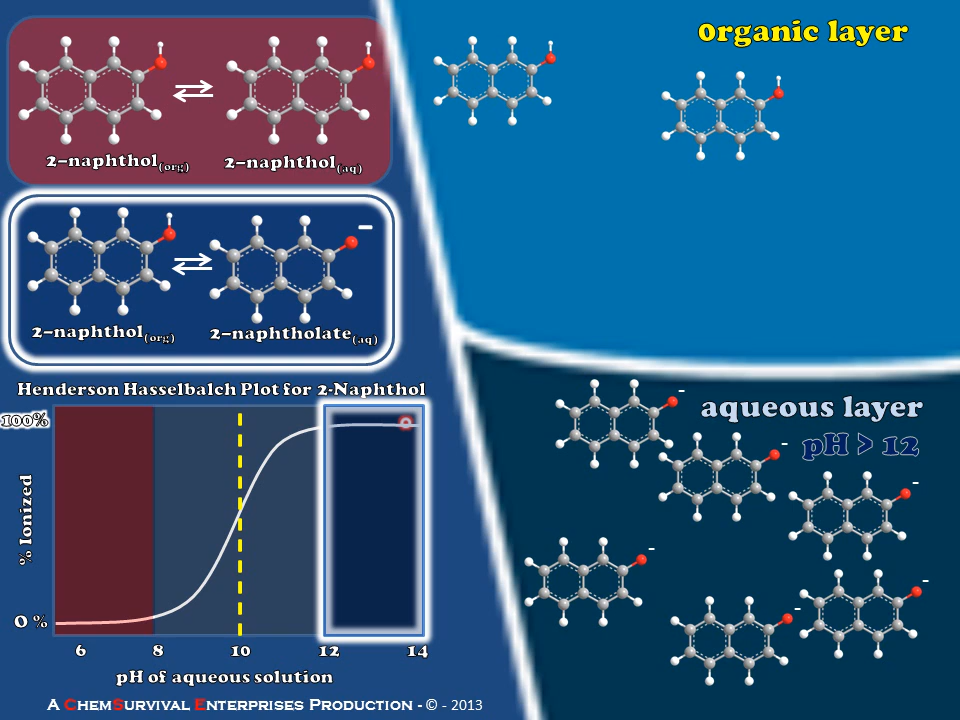 0rganic layer
2–naphthol(org)
2–naphthol(aq)
–
2–naphthol(org)
2–naphtholate(aq)
Henderson Hasselbalch Plot for 2-Naphthol
100%
% Ionized
0 %
6 8 10 12 14
pH of aqueous solution
aqueous layer
pH > 12
-
-
-
-
-
-
A ChemSurvival Enterprises Production - © - 2013